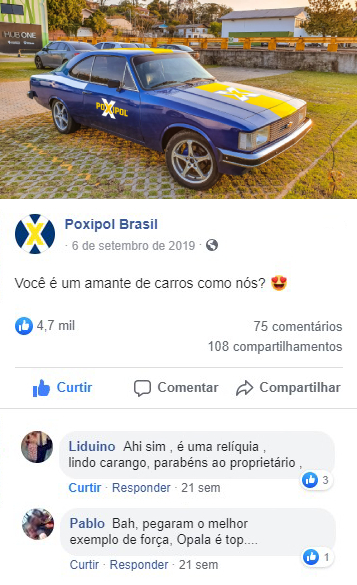 HUB ONE
POXIPOL
X
Poxipol Brasil
· 6 de setembro de 2019 ·
Você é um amante de carros como nós? 😍
4,7 mil
75 comentários
108 compartilhamentos
Curtir Comentar Compartilhar
Liduino Ahi sim , é uma relíquia ,
lindo carango, parabéns ao proprietário ,
3
Curtir · Responder · 21 sem
Pablo Bah, pegaram o melhor
exemplo de força, Opala é top....
1
Curtir · Responder · 21 sem